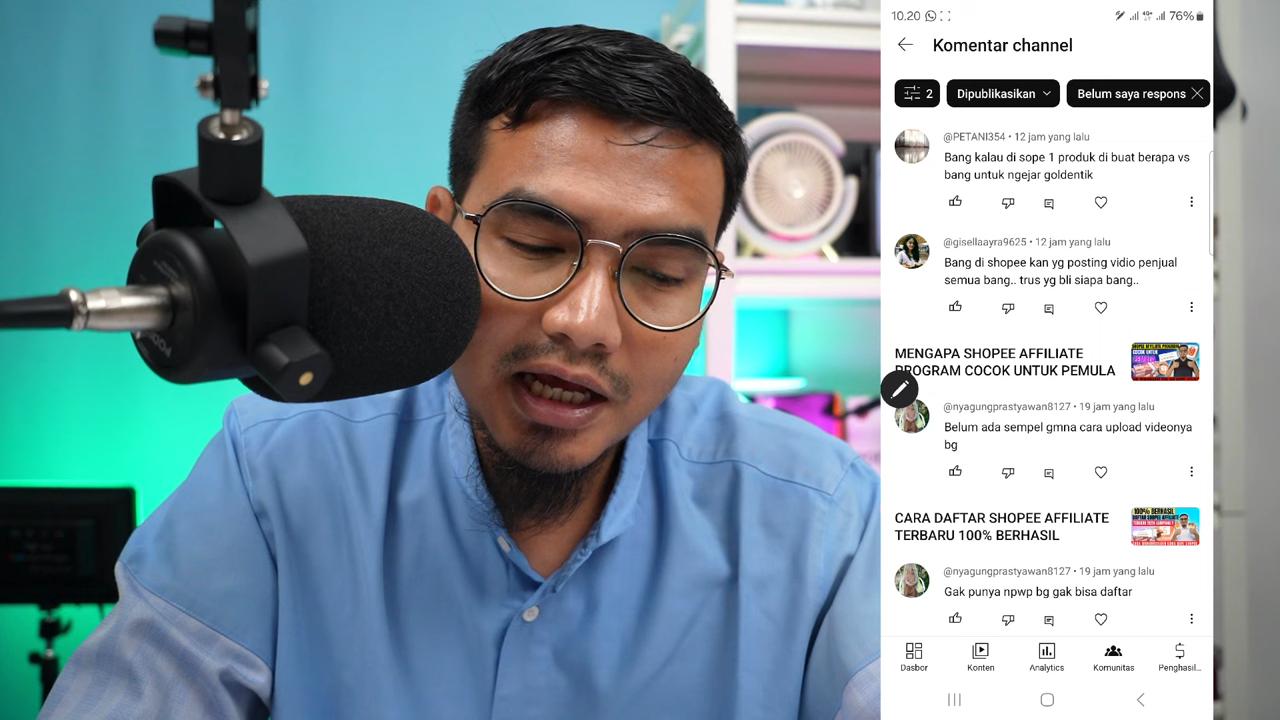 10.20
4G+
76%
Komentar channel
2
Dipublikasikan
Belum saya respons
@PETANI354 • 12 jam yang lalu
Bang kalau di sope 1 produk di buat berapa vs
bang untuk ngejar goldentik
@gisellaayra9625 • 12 jam yang lalu
Bang di shopee kan yg posting vidio penjual
semua bang.. trus yg bli siapa bang..
MENGAPA SHOPEE AFFILIATE
PROGRAM COCOK UNTUK PEMULA
@nyagungprastyawan8127 • 19 jam yang lalu
Belum ada sempel gmna cara upload videonya
bg
CARA DAFTAR SHOPEE AFFILIATE
TERBARU 100% BERHASIL
100% BERHASIL
@nyagungprastyawan8127 • 19 jam yang lalu
Gak punya npwp bg gak bisa daftar
Dasbor
Konten
Analytics
Komunitas
Penghasil...